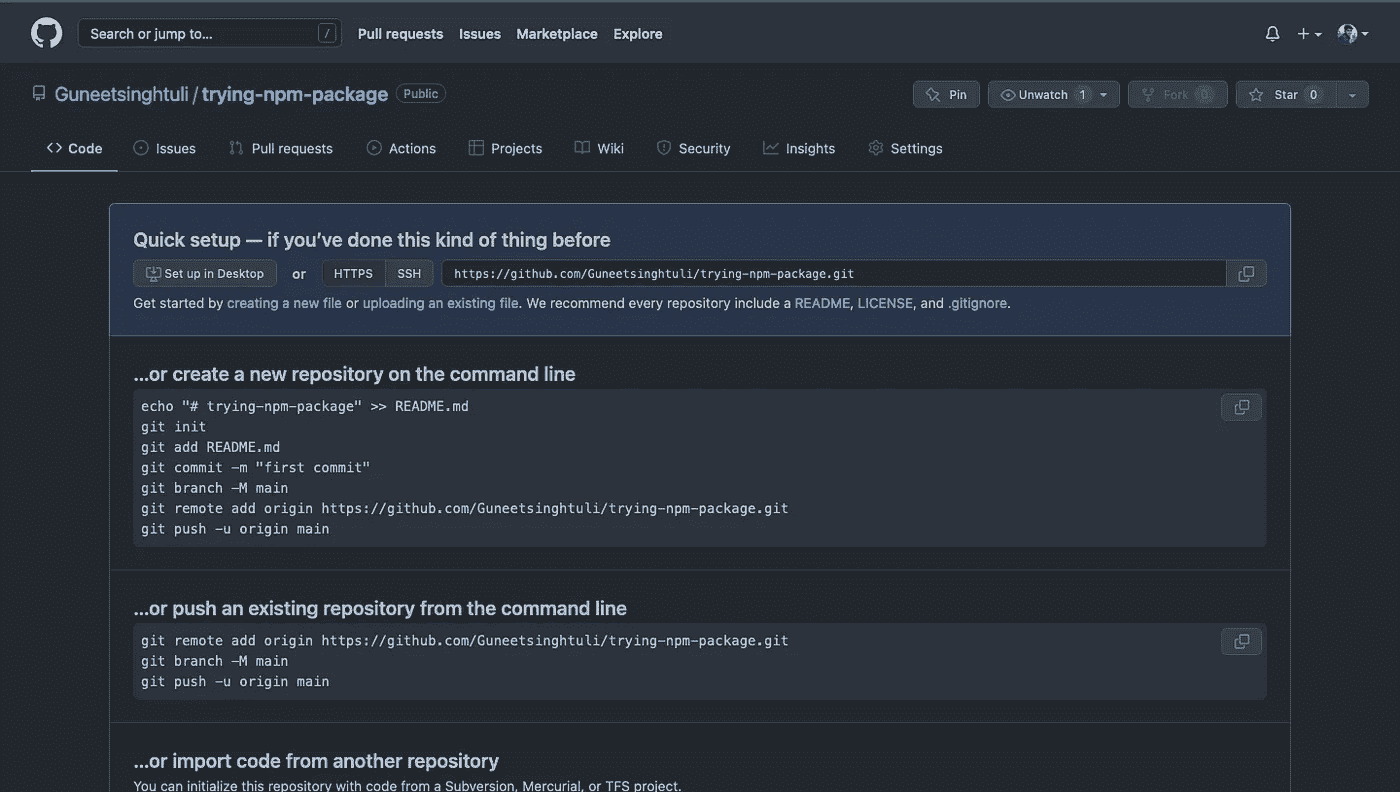 Search or jump to... /
Pull requests Issues Marketplace Explore
Guneetsinghtuli / trying-npm-package Public
Pin Unwatch 1 Fork 0 Star 0
Code Issues Pull requests Actions Projects Wiki Security Insights Settings
Quick setup — if you’ve done this kind of thing before
Set up in Desktop or HTTPS SSH https://github.com/Guneetsinghtuli/trying-npm-package.git
Get started by creating a new file or uploading an existing file. We recommend every repository include a README, LICENSE, and .gitignore.
…or create a new repository on the command line
echo "# trying-npm-package" >> README.md
git init
git add README.md
git commit -m "first commit"
git branch -M main
git remote add origin https://github.com/Guneetsinghtuli/trying-npm-package.git
git push -u origin main
…or push an existing repository from the command line
git remote add origin https://github.com/Guneetsinghtuli/trying-npm-package.git
git branch -M main
git push -u origin main
…or import code from another repository
You can initialize this repository with code from a Subversion, Mercurial, or TFS project.